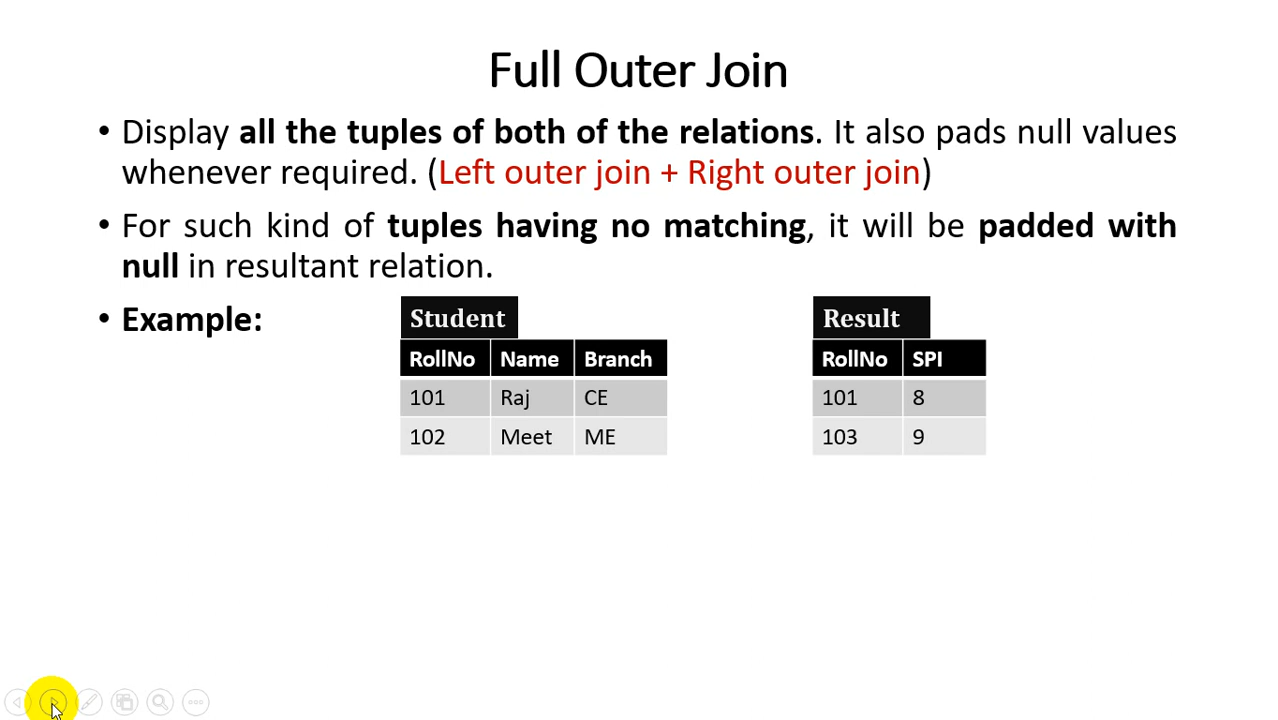 Full Outer Join
• Display all the tuples of both of the relations. It also pads null values
whenever required. (Left outer join + Right outer join)
• For such kind of tuples having no matching, it will be padded with
null in resultant relation.
• Example:
Student
RollNo Name Branch
101 Raj CE
102 Meet ME
Result
RollNo SPI
101 8
103 9